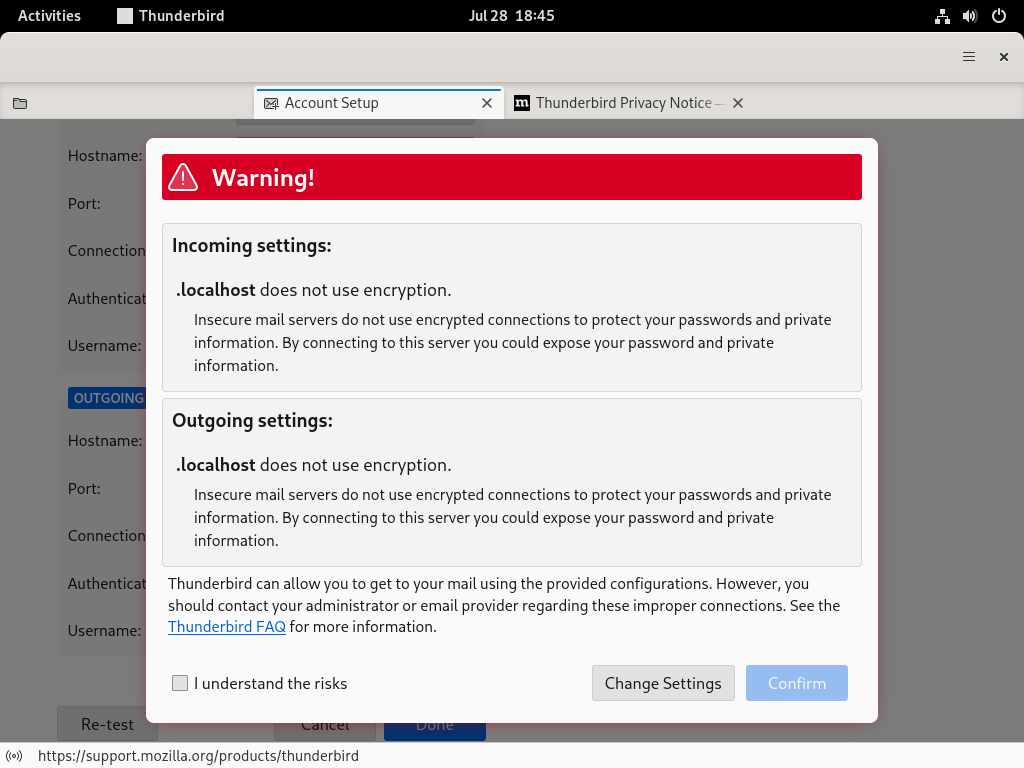 Activities
Thunderbird
Jul 28 18:45
Account Setup
Thunderbird Privacy Notice —
Hostname:
Port:
Connection
Authenticat
Username:
OUTGOING
Hostname:
Port:
Connection
Authenticat
Username:
Re-test
Cancel
Done
Warning!
Incoming settings:
.localhost does not use encryption.
Insecure mail servers do not use encrypted connections to protect your passwords and private
information. By connecting to this server you could expose your password and private
information.
Outgoing settings:
.localhost does not use encryption.
Insecure mail servers do not use encrypted connections to protect your passwords and private
information. By connecting to this server you could expose your password and private
information.
Thunderbird can allow you to get to your mail using the provided configurations. However, you
should contact your administrator or email provider regarding these improper connections. See the
Thunderbird FAQ for more information.
I understand the risks
Change Settings
Confirm
https://support.mozilla.org/products/thunderbird